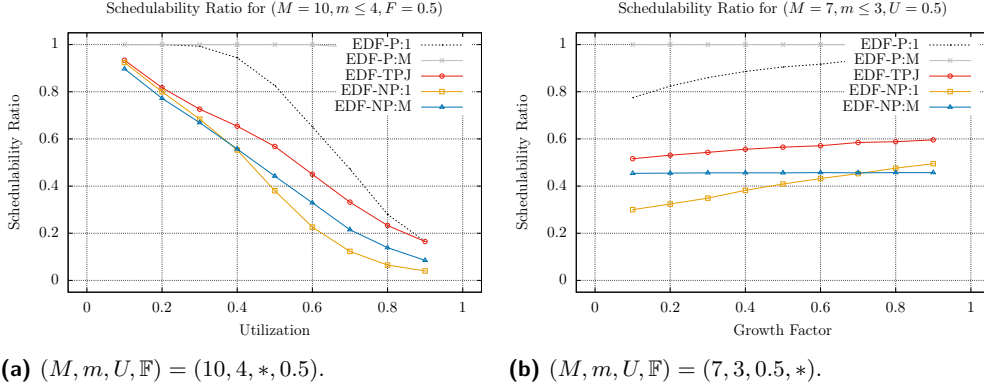 Schedulability Ratio for (M = 10, m ≤ 4, F = 0.5)
1
0.8
0.6
0.4
0.2
0
Schedulability Ratio
EDF-P:1
EDF-P:M
EDF-TPJ
EDF-NP:1
EDF-NP:M
0 0.2 0.4 0.6 0.8 1
Utilization
(a) (M, m, U, 𝔽) = (10, 4, ∗, 0.5).
Schedulability Ratio for (M = 7, m ≤ 3, U = 0.5)
1
0.8
0.6
0.4
0.2
0
Schedulability Ratio
EDF-P:1
EDF-P:M
EDF-TPJ
EDF-NP:1
EDF-NP:M
0 0.2 0.4 0.6 0.8 1
Growth Factor
(b) (M, m, U, 𝔽) = (7, 3, 0.5, ∗).